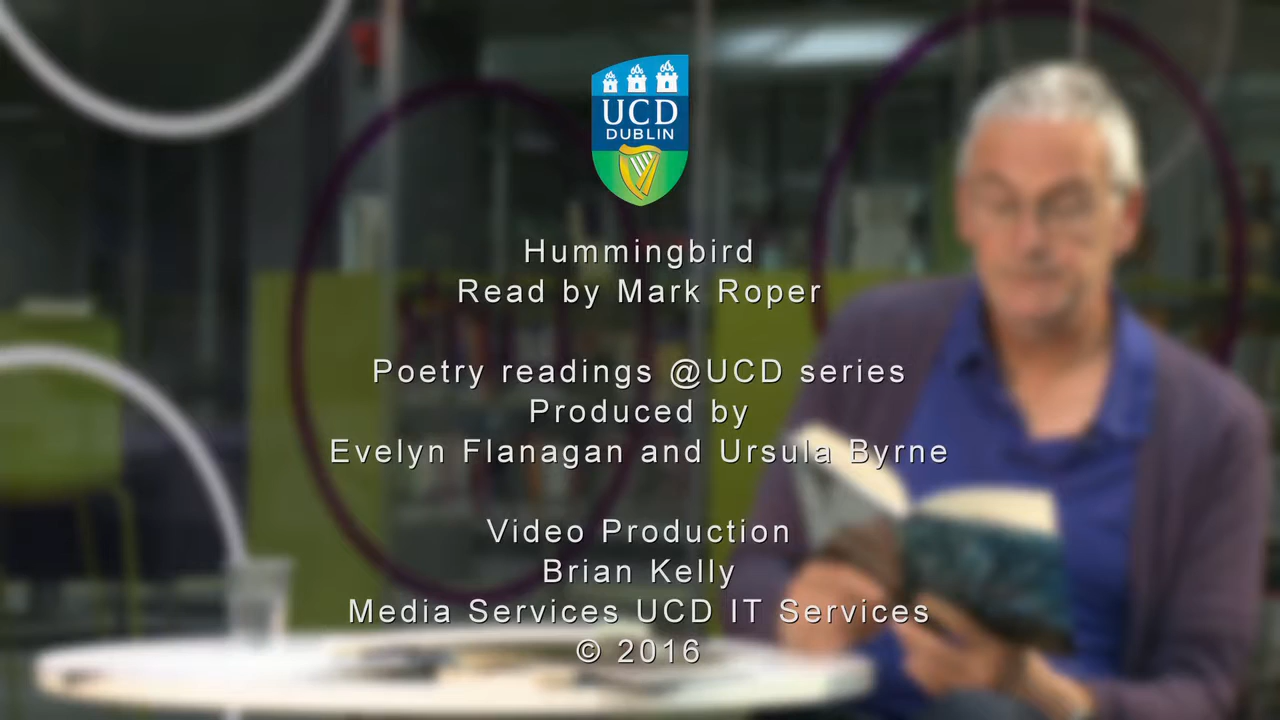 UCD
DUBLIN
Hummingbird
Read by Mark Roper
Poetry readings @UCD series
Produced by
Evelyn Flanagan and Ursula Byrne
Video Production
Brian Kelly
Media Services UCD IT Services
© 2016